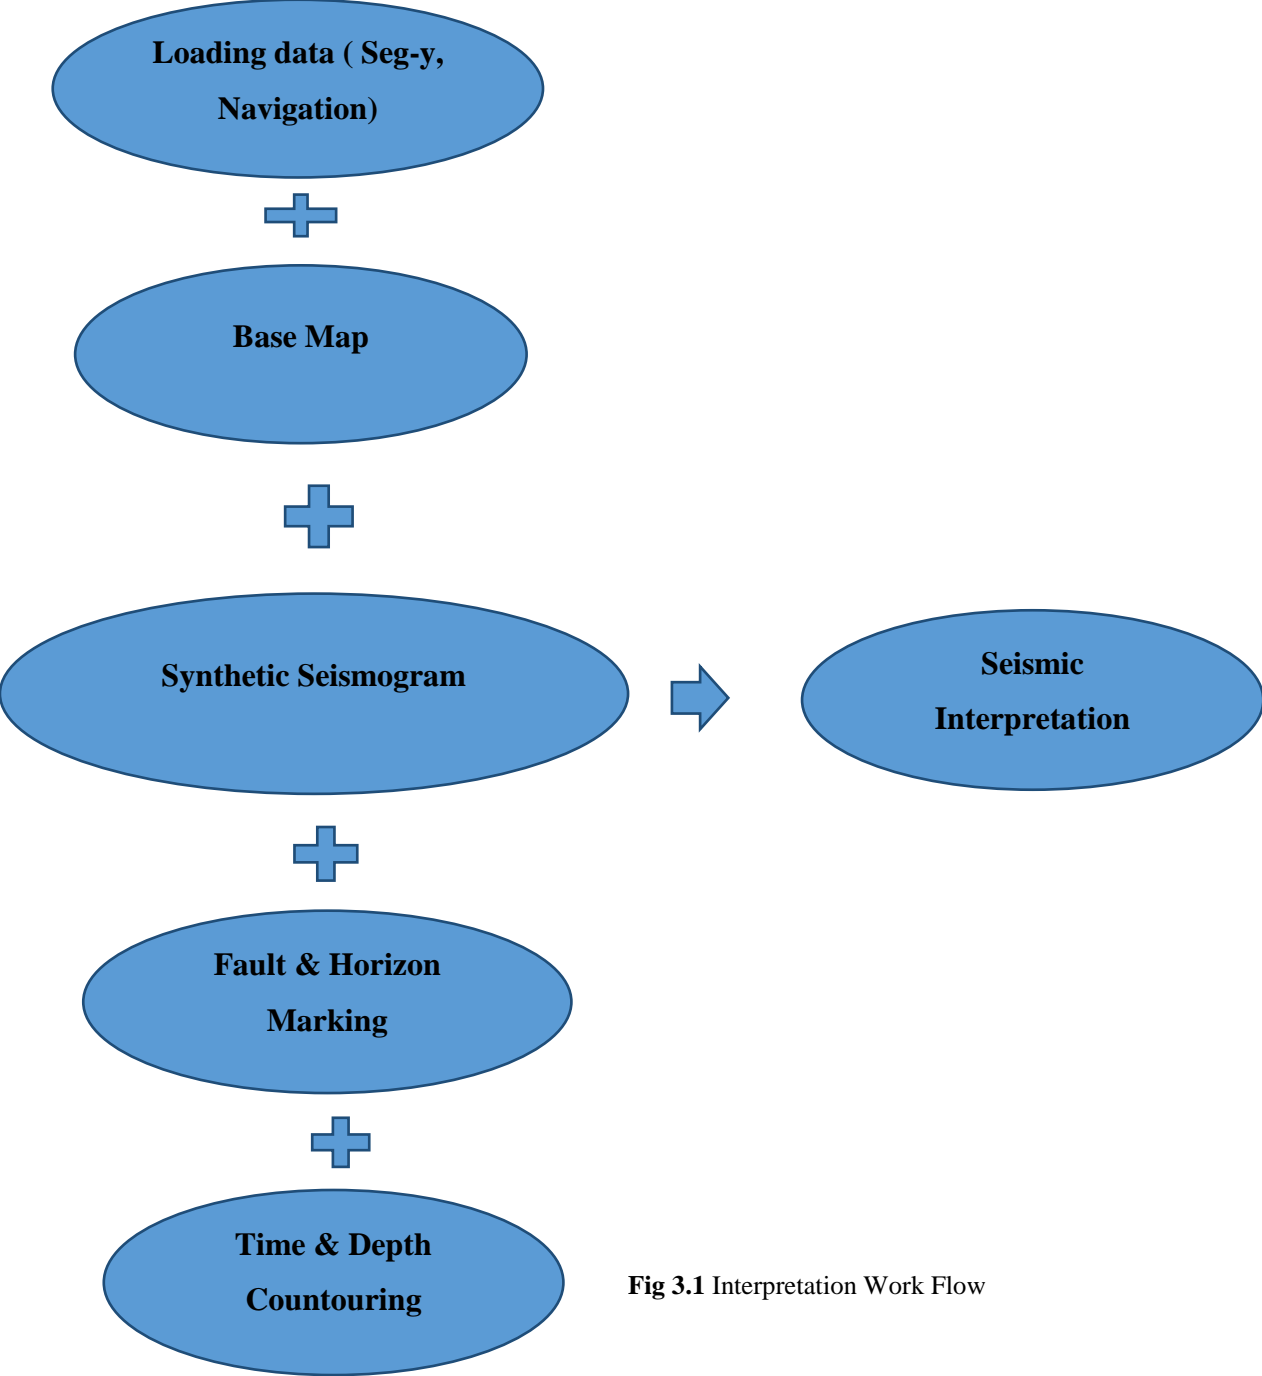 Loading data ( Seg-y,
Navigation)
Base Map
Synthetic Seismogram
Seismic
Interpretation
Fault & Horizon
Marking
Time & Depth
Countouring
Fig 3.1 Interpretation Work Flow